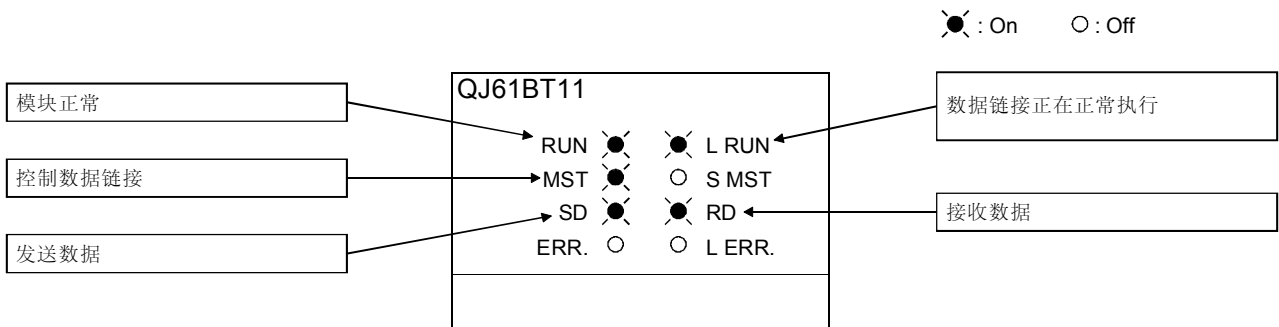 : On : Off
模块正常
控制数据链接
发送数据
QJ61BT11
RUN L RUN
MST S MST
SD RD
ERR. L ERR.
数据链接正在正常执行
接收数据